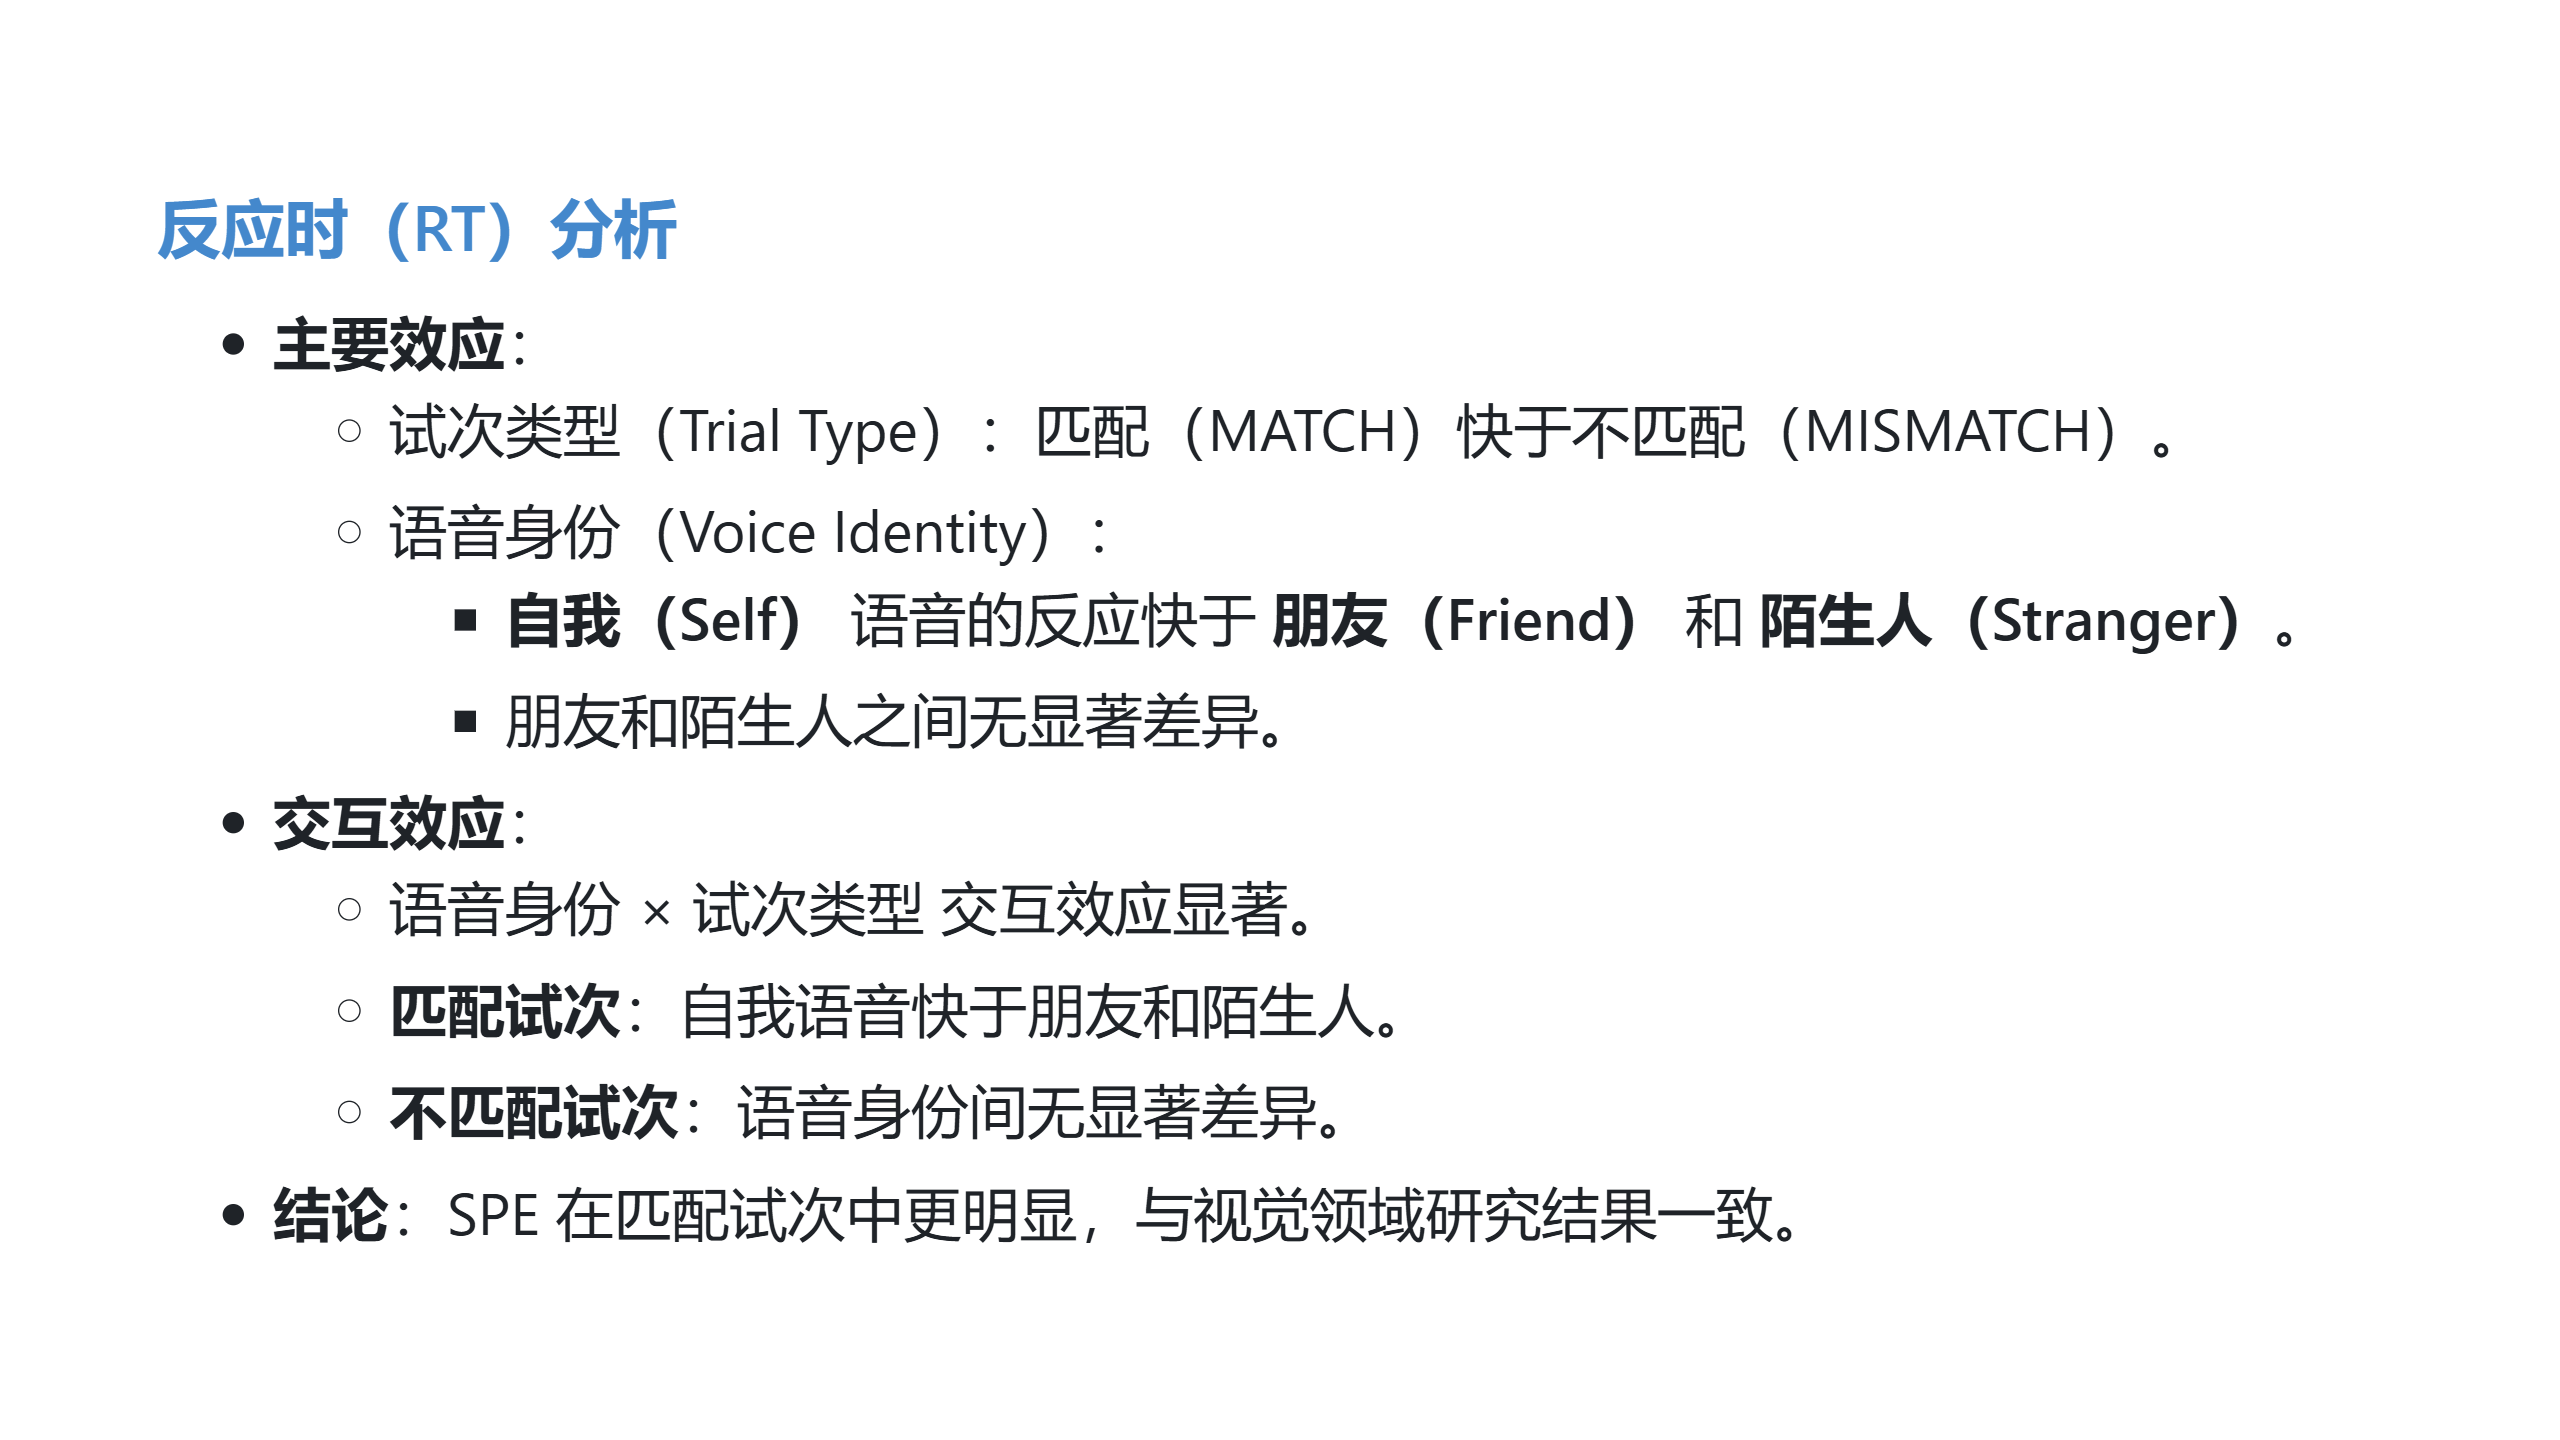 反应时（RT）分析
主要效应：
试次类型（Trial Type）：匹配（MATCH）快于不匹配（MISMATCH）。
语音身份（Voice Identity）：
自我（Self） 语音的反应快于 朋友（Friend） 和 陌生人（Stranger）。
朋友和陌生人之间无显著差异。
交互效应：
语音身份 × 试次类型 交互效应显著。
匹配试次：自我语音快于朋友和陌生人。
不匹配试次：语音身份间无显著差异。
结论：SPE 在匹配试次中更明显，与视觉领域研究结果一致。